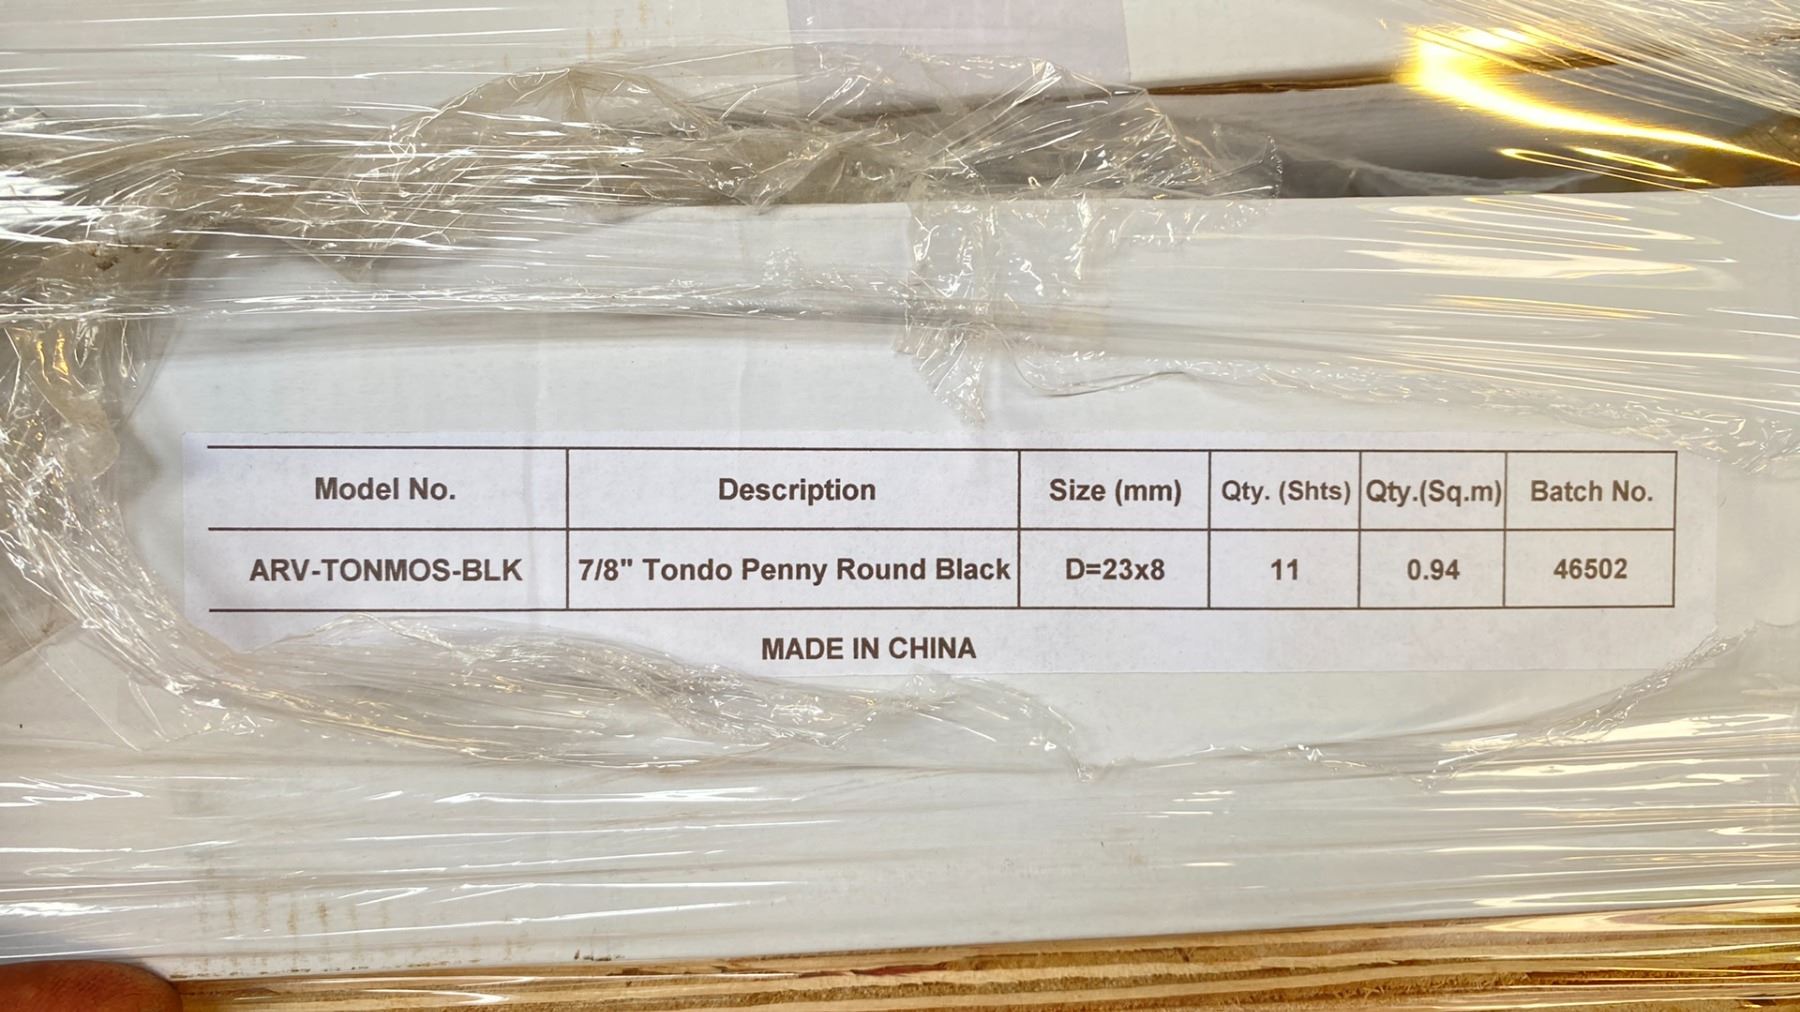 Model No. Description Size (mm) Qty. (Shts) Qty.(Sq.m) Batch No.
ARV-TONMOS-BLK 7/8" Tondo Penny Round Black D=23x8 11 0.94 46502
MADE IN CHINA